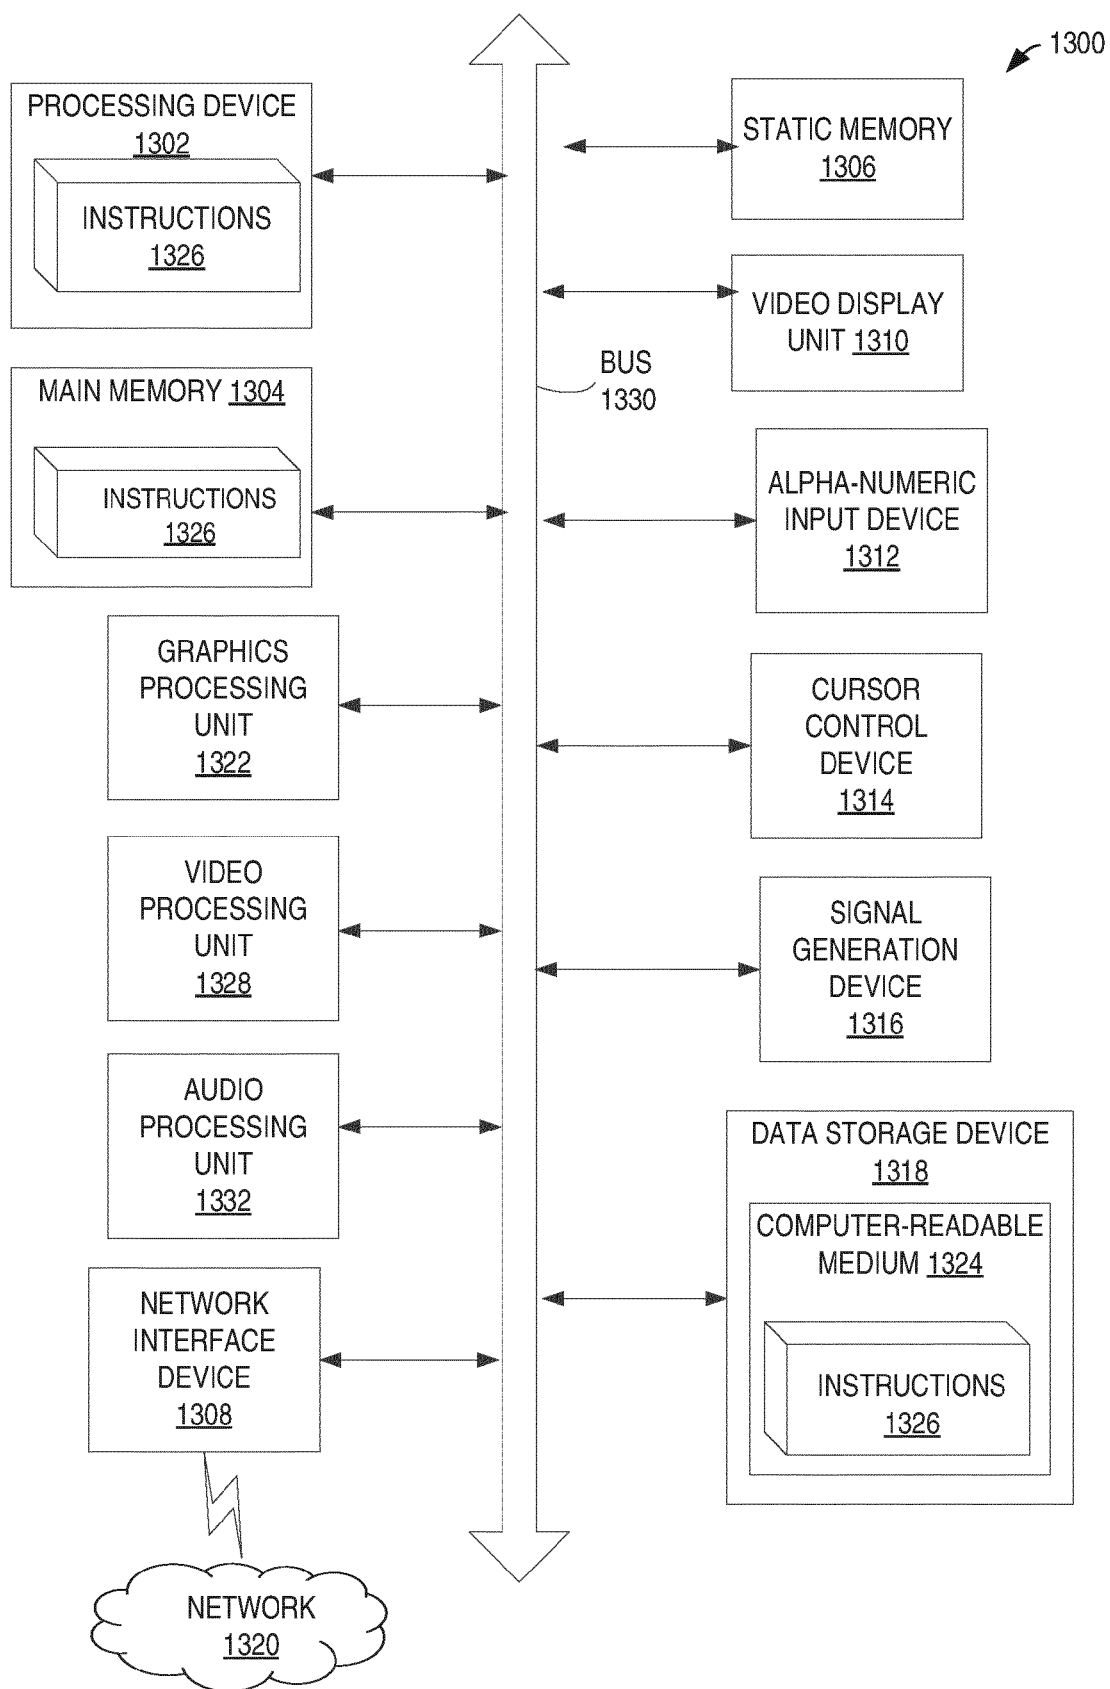 1300
PROCESSING DEVICE
1302
INSTRUCTIONS
1326
MAIN MEMORY 1304
INSTRUCTIONS
1326
GRAPHICS
PROCESSING
UNIT
1322
VIDEO
PROCESSING
UNIT
1328
AUDIO
PROCESSING
UNIT
1332
NETWORK
INTERFACE
DEVICE
1308
NETWORK
1320
BUS
1330
STATIC MEMORY
1306
VIDEO DISPLAY
UNIT 1310
ALPHA-NUMERIC
INPUT DEVICE
1312
CURSOR
CONTROL
DEVICE
1314
SIGNAL
GENERATION
DEVICE
1316
DATA STORAGE DEVICE
1318
COMPUTER-READABLE
MEDIUM 1324
INSTRUCTIONS
1326